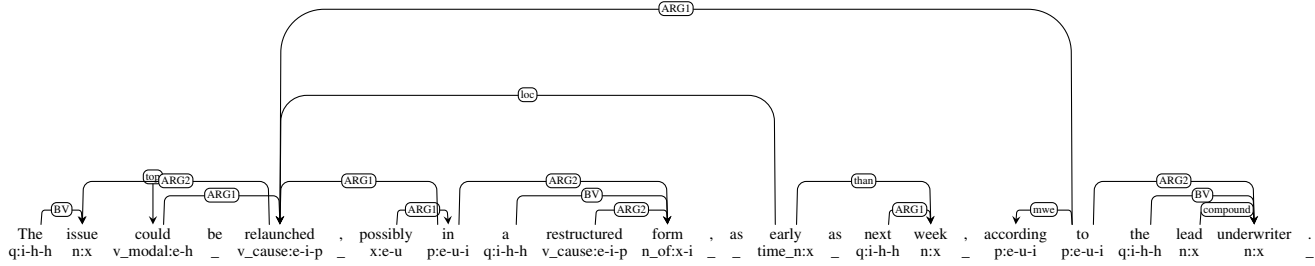 ARG1
loc
top ARG2 ARG1 ARG2 than ARG2
BV ARG1 ARG1 BV ARG2 ARG1 mwe BV compound
The issue could be relaunched , possibly in a restructured form , as early as next week , according to the lead underwriter .
q:i-h-h n:x v_modal:e-h _ v_cause:e-i-p _ x:e-u p:e-u-i q:i-h-h v_cause:e-i-p n_of:x-i _ _ time_n:x _ q:i-h-h n:x _ p:e-u-i p:e-u-i q:i-h-h n:x n:x _